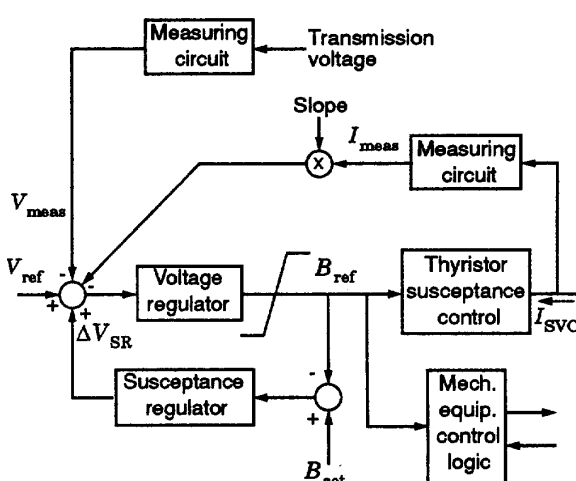 Measuring
circuit
Transmission
voltage
Slope
I meas
x
Measuring
circuit
V meas
V ref
-
-
+
+
Voltage
regulator
B ref
Thyristor
susceptance
control
I SVC
ΔV SR
Susceptance
regulator
-
+
Mech.
equip.
control
logic